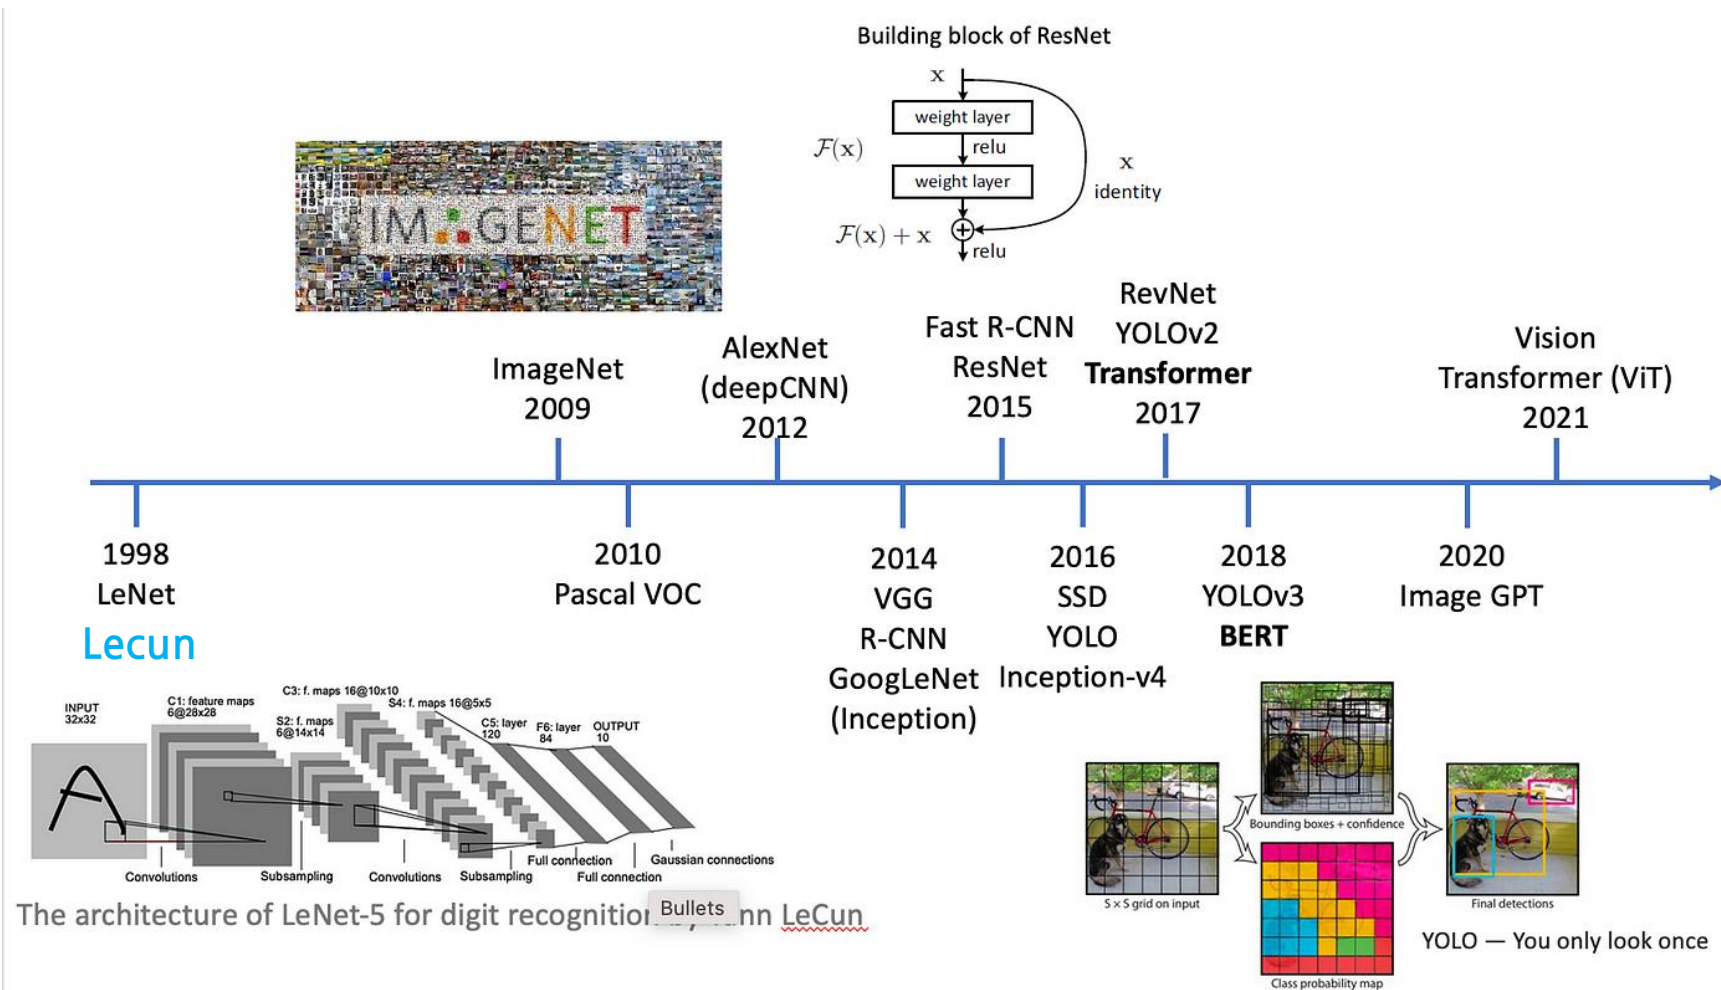 Building block of ResNet
x
weight layer
F(x)
relu
x
weight layer
identity
F(x) + x
relu
IMAGENET
ImageNet
2009
AlexNet
(deepCNN)
2012
Fast R-CNN
ResNet
2015
RevNet
YOLOv2
Transformer
2017
Vision
Transformer (ViT)
2021
1998
LeNet
Lecun
2010
Pascal VOC
2014
VGG
R-CNN
GoogLeNet
(Inception)
2016
SSD
YOLO
Inception-v4
2018
YOLOv3
BERT
2020
Image GPT
INPUT
32x32
C1: feature maps
6@28x28
S2: f. maps
6@14x14
C3: f. maps 16@10x10
S4: f. maps 16@5x5
C5: layer
120
F6: layer
84
OUTPUT
10
Convolutions
Subsampling
Convolutions
Subsampling
Full connection
Full connection
Gaussian connections
The architecture of LeNet-5 for digit recognition Bullets LeCun
S × S grid on input
Bounding boxes + confidence
Class probability map
Final detections
YOLO — You only look once